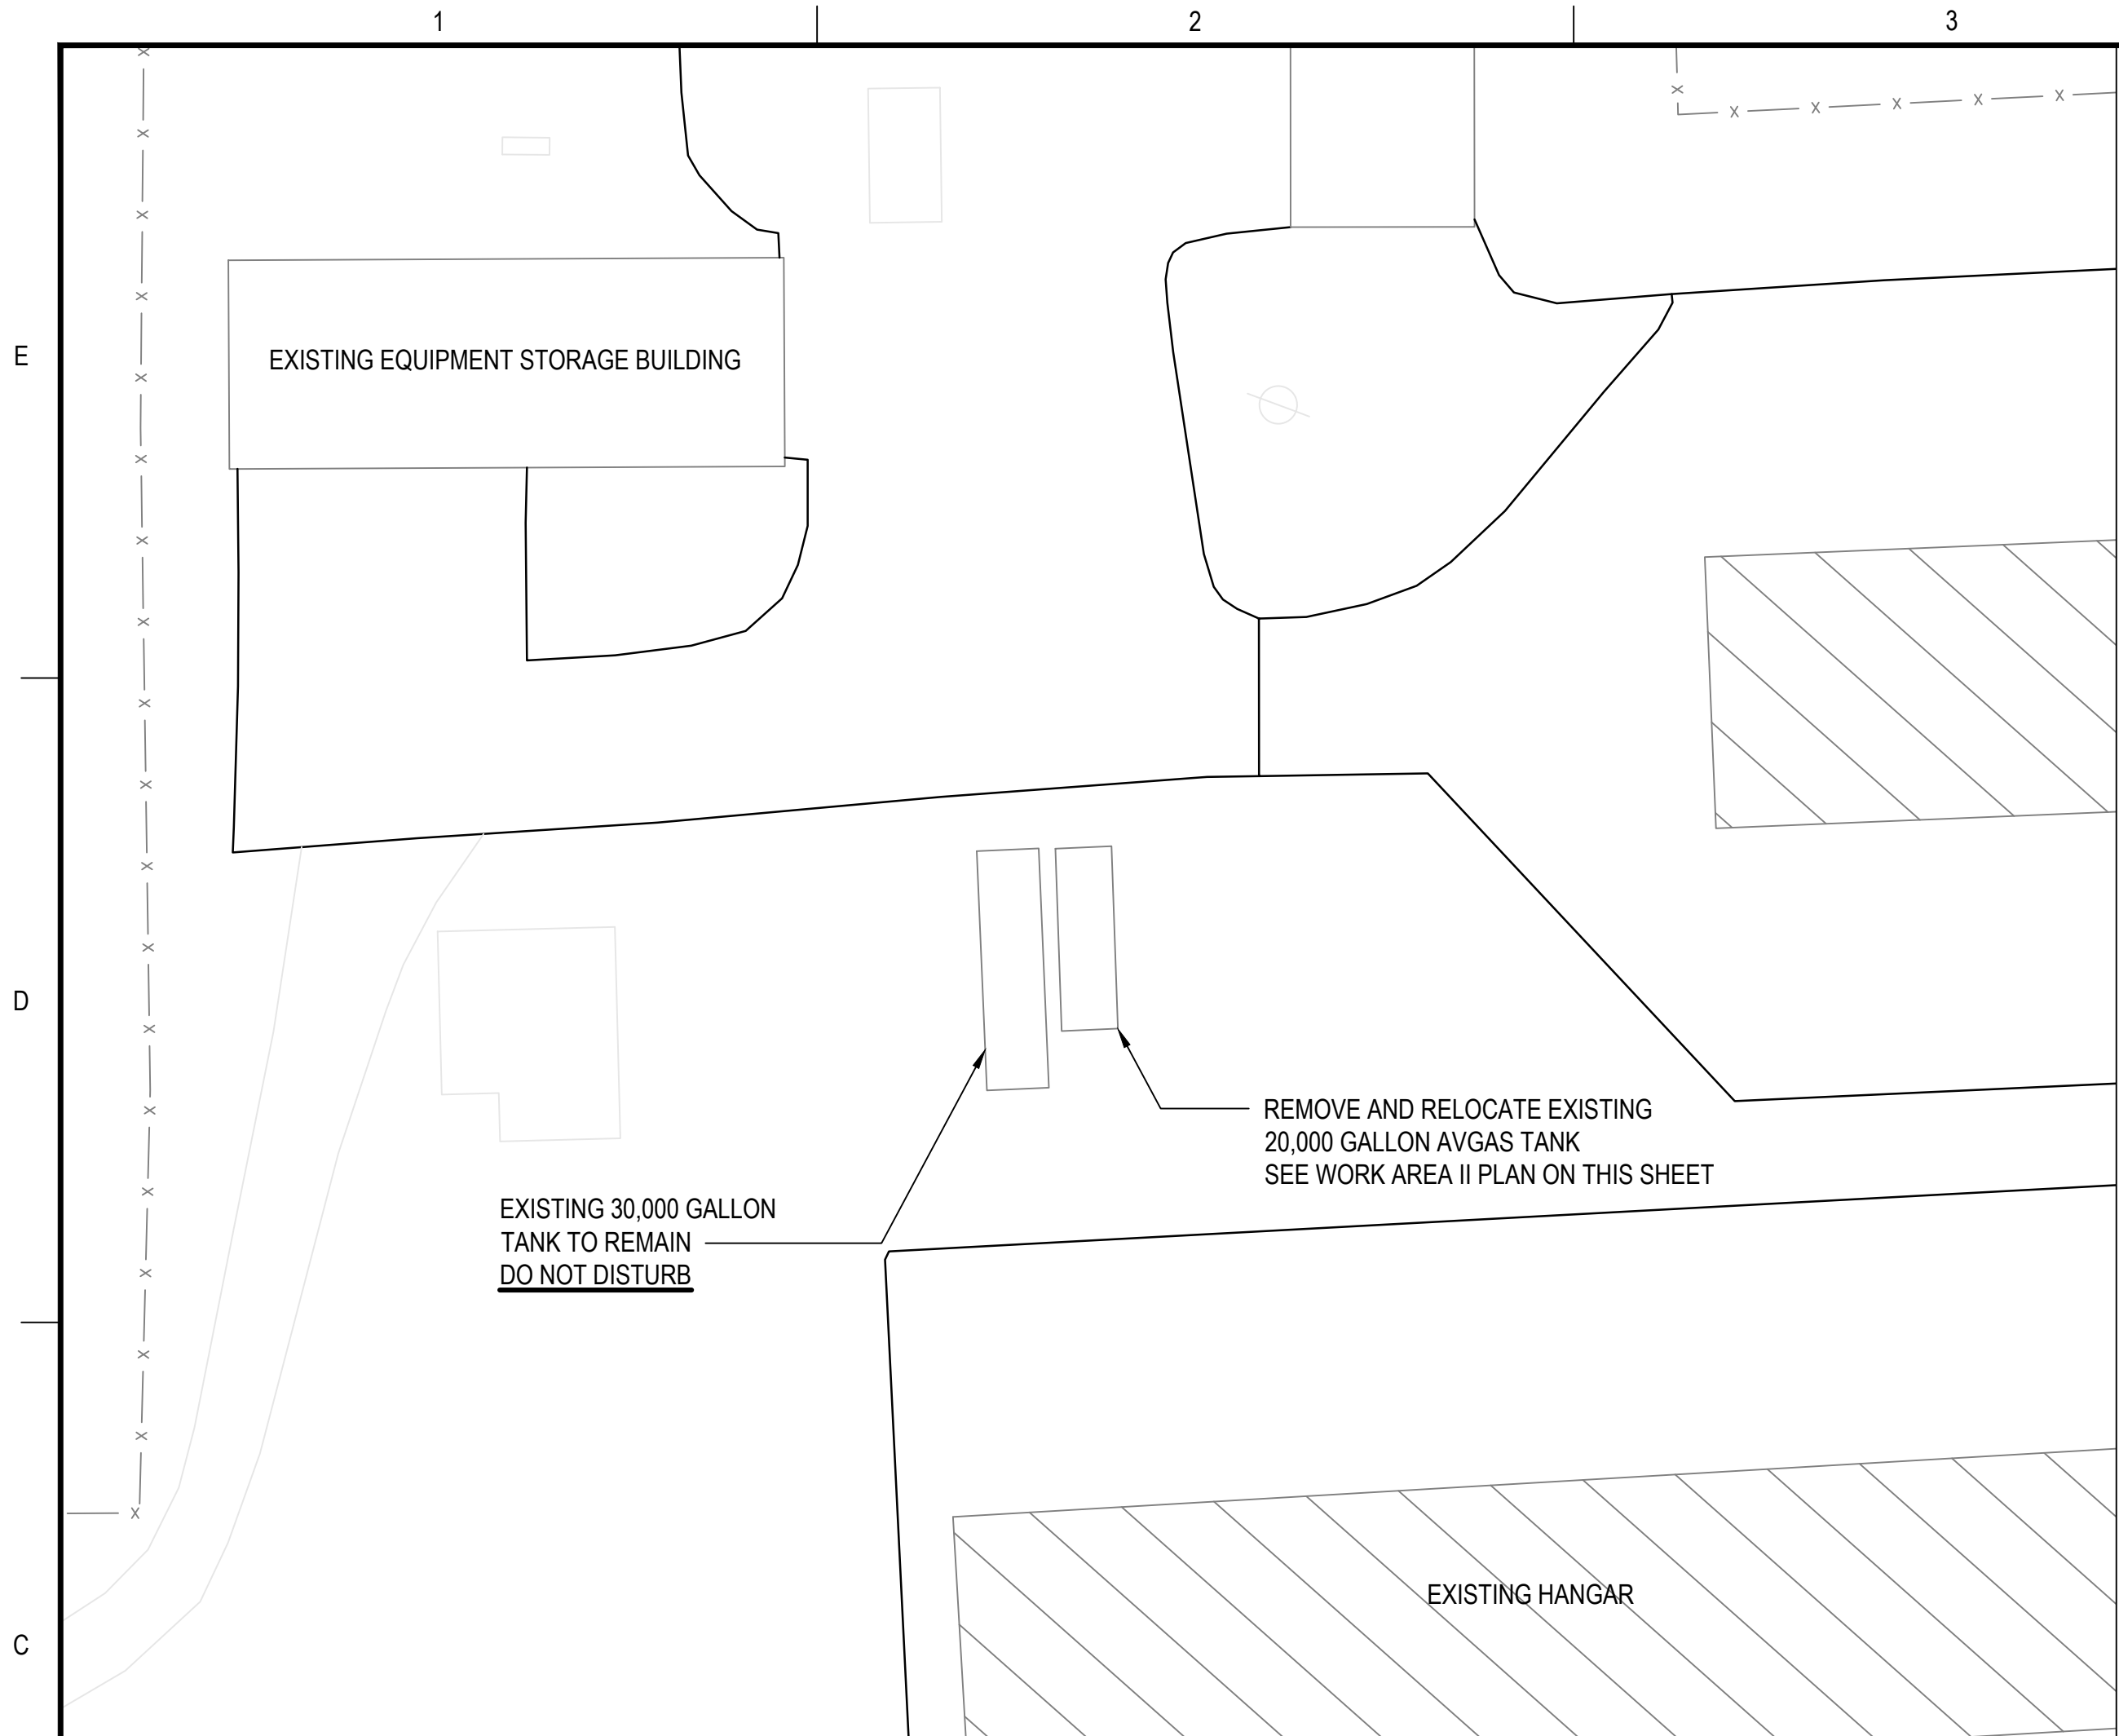 1
2
3
E
EXISTING EQUIPMENT STORAGE BUILDING
D
REMOVE AND RELOCATE EXISTING
20,000 GALLON AVGAS TANK
SEE WORK AREA II PLAN ON THIS SHEET
EXISTING 30,000 GALLON
TANK TO REMAIN
DO NOT DISTURB
EXISTING HANGAR
C